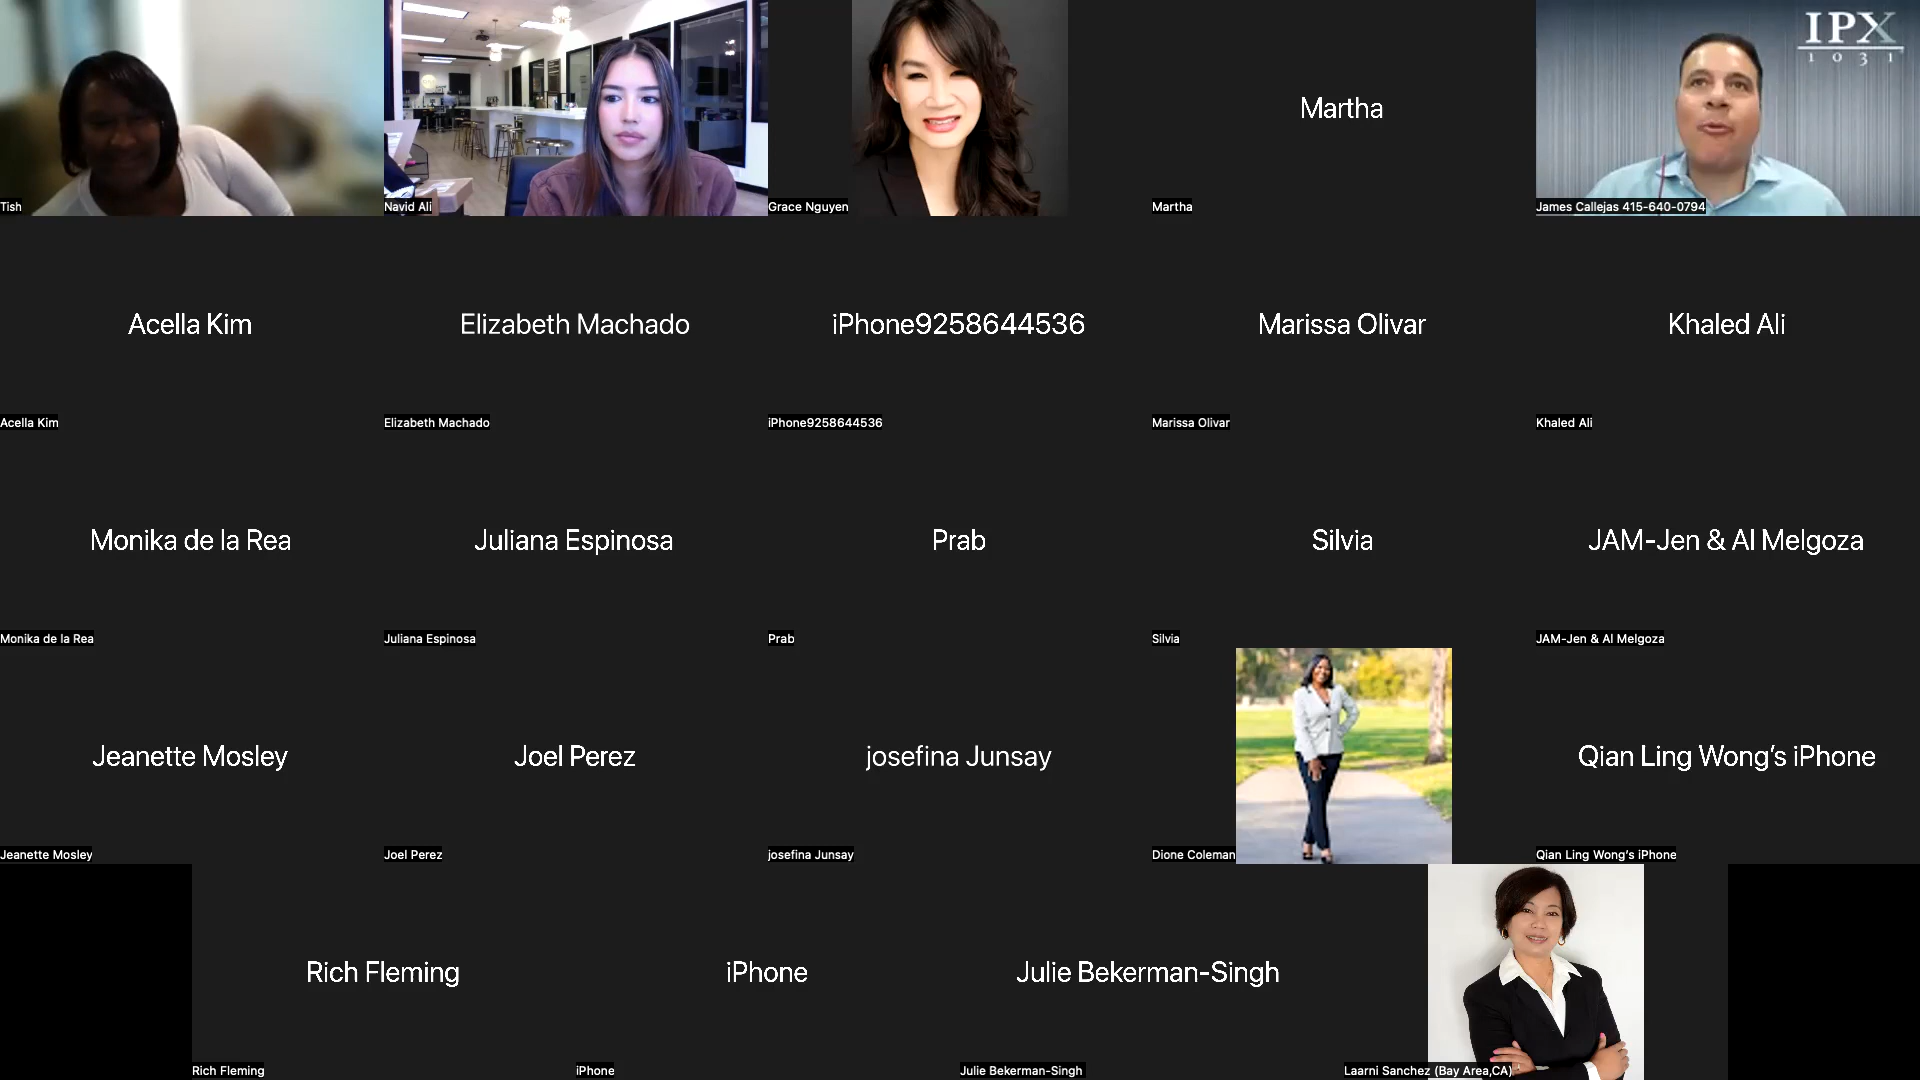 IPX
1031
Martha
Tish
Navid Ali
Grace Nguyen
Martha
James Callejas 415-640-0794
Acella Kim
Elizabeth Machado
iPhone9258644536
Marissa Olivar
Khaled Ali
Acella Kim
Elizabeth Machado
iPhone9258644536
Marissa Olivar
Khaled Ali
Monika de la Rea
Juliana Espinosa
Prab
Silvia
JAM-Jen & Al Melgoza
Monika de la Rea
Juliana Espinosa
Prab
Silvia
JAM-Jen & Al Melgoza
Jeanette Mosley
Joel Perez
josefina Junsay
Qian Ling Wong’s iPhone
Jeanette Mosley
Joel Perez
josefina Junsay
Dione Coleman
Qian Ling Wong’s iPhone
Rich Fleming
iPhone
Julie Bekerman-Singh
Rich Fleming
iPhone
Julie Bekerman-Singh
Laarni Sanchez (Bay Area,CA)